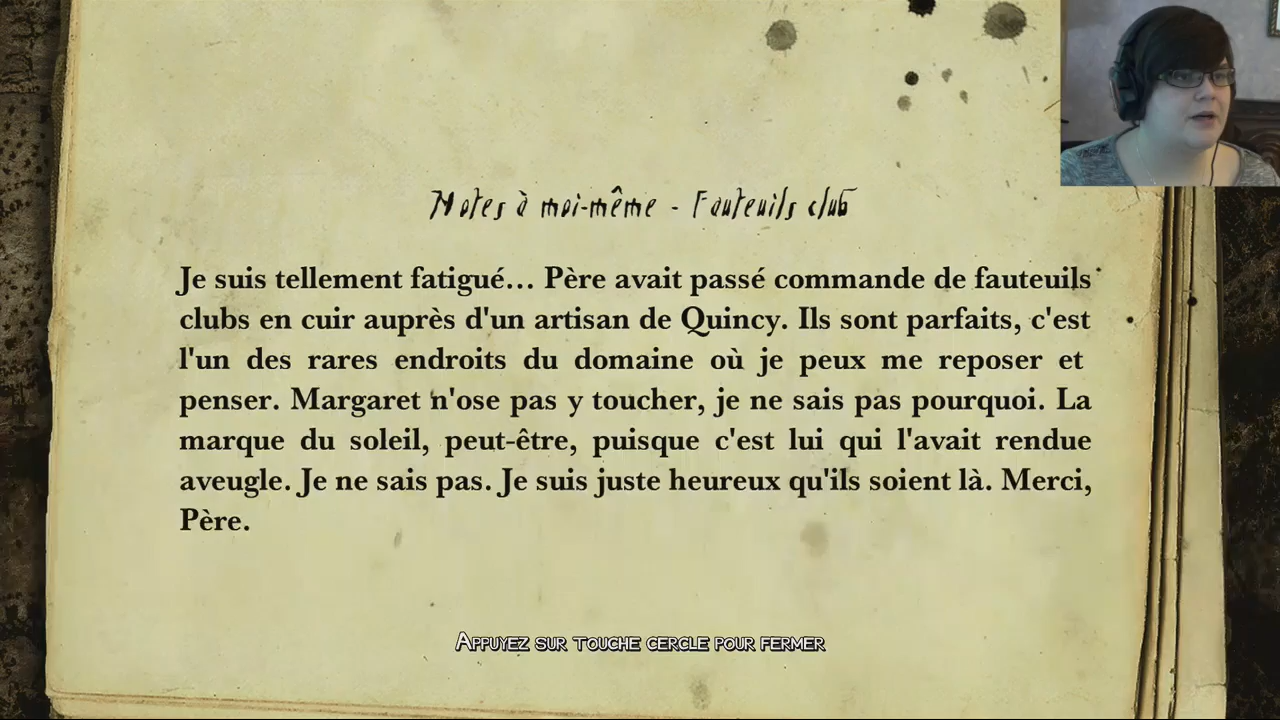 Notes à moi-même - Fauteuils club
Je suis tellement fatigué... Père avait passé commande de fauteuils
clubs en cuir auprès d'un artisan de Quincy. Ils sont parfaits, c'est
l'un des rares endroits du domaine où je peux me reposer et
penser. Margaret n'ose pas y toucher, je ne sais pas pourquoi. La
marque du soleil, peut-être, puisque c'est lui qui l'avait rendue
aveugle. Je ne sais pas. Je suis juste heureux qu'ils soient là. Merci,
Père.
Appuyez sur touche cercle pour fermer